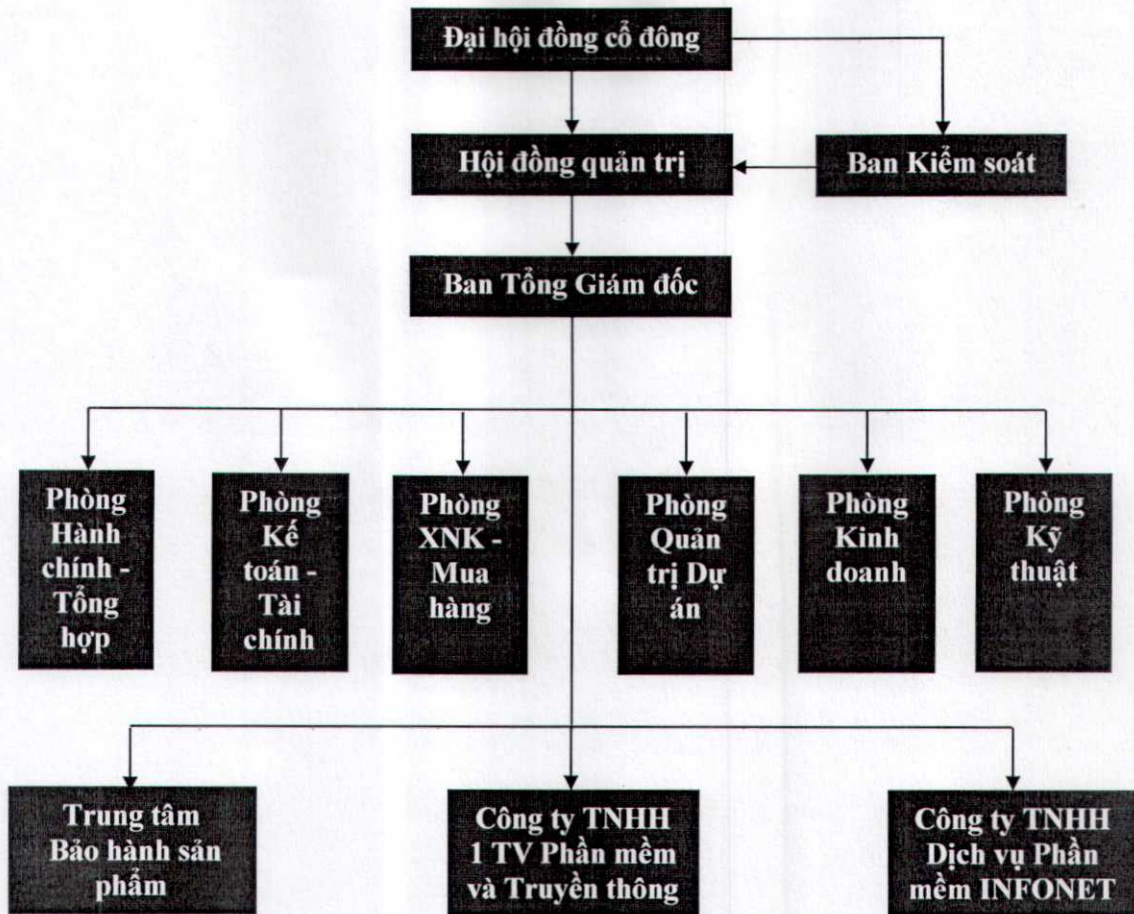 Đại hội đồng cổ đông
Hội đồng quản trị
Ban Kiểm soát
Ban Tổng Giám đốc
Phòng
Hành
chính -
Tổng
hợp
Phòng
Kế
toán -
Tài
chính
Phòng
XNK -
Mua
hàng
Phòng
Quản
trị Dự
án
Phòng
Kinh
doanh
Phòng
Kỹ
thuật
Trung tâm
Bảo hành sản
phẩm
Công ty TNHH
1 TV Phần mềm
và Truyền thông
Công ty TNHH
Dịch vụ Phần
mềm INFONET